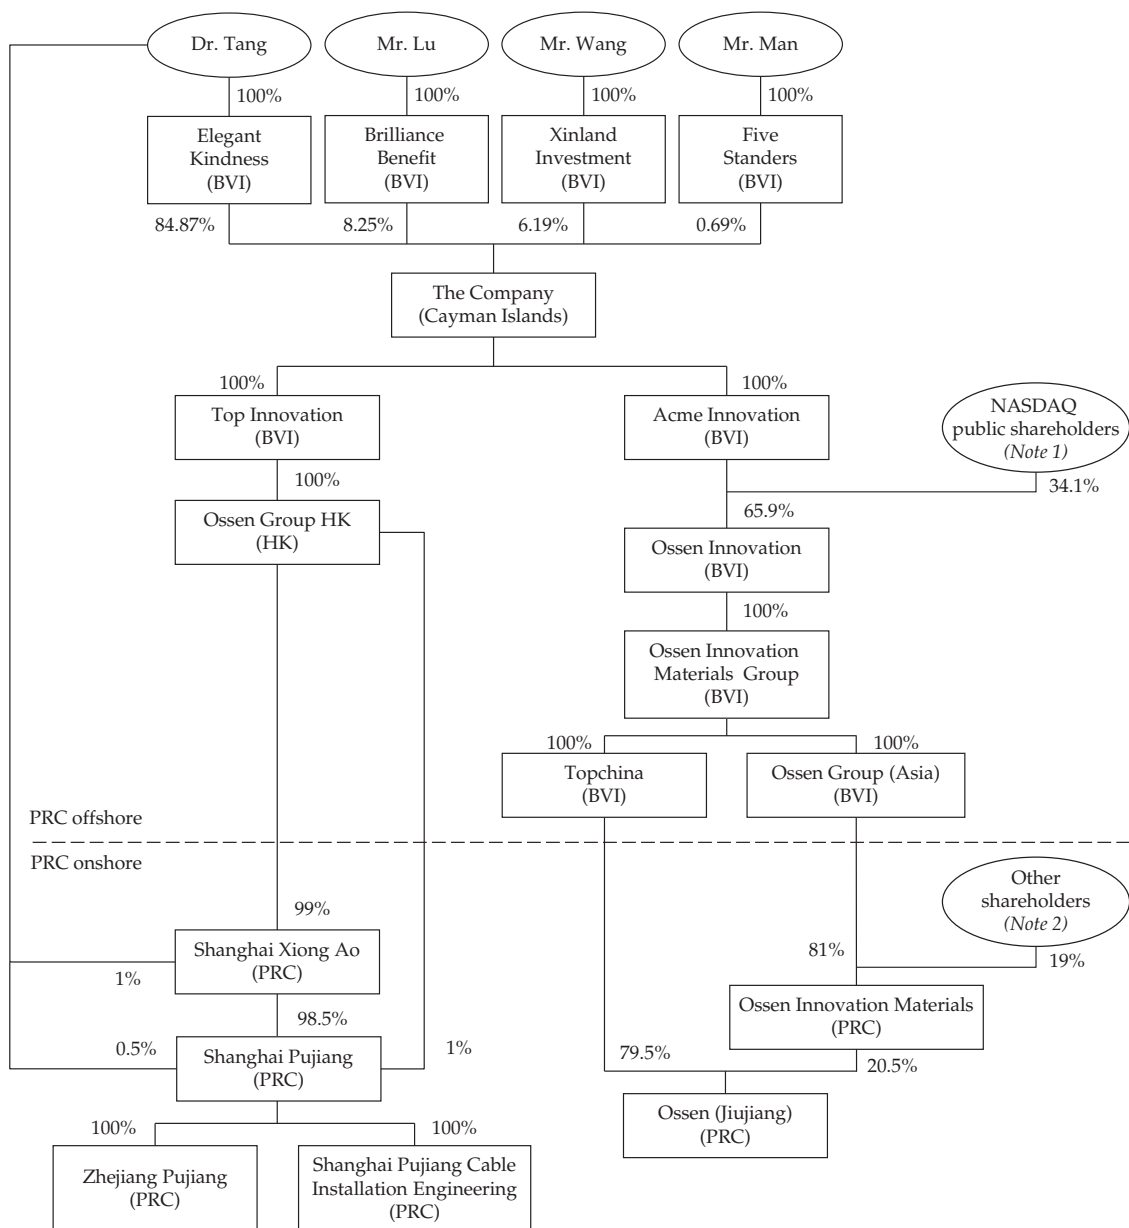 Dr. Tang
Mr. Lu
Mr. Wang
Mr. Man
100%
100%
100%
100%
Elegant
Kindness
(BVI)
Brilliance
Benefit
(BVI)
Xinland
Investment
(BVI)
Five
Standers
(BVI)
84.87%
8.25%
6.19%
0.69%
The Company
(Cayman Islands)
100%
100%
Top Innovation
(BVI)
Acme Innovation
(BVI)
NASDAQ
public shareholders
(Note 1)
100%
34.1%
65.9%
Ossen Group HK
(HK)
Ossen Innovation
(BVI)
100%
Ossen Innovation
Materials Group
(BVI)
100%
100%
Topchina
(BVI)
Ossen Group (Asia)
(BVI)
PRC offshore
PRC onshore
Other
shareholders
(Note 2)
99%
Shanghai Xiong Ao
(PRC)
81%
19%
1%
98.5%
Ossen Innovation Materials
(PRC)
0.5%
Shanghai Pujiang
(PRC)
1%
79.5%
20.5%
Ossen (Jiujiang)
(PRC)
100%
100%
Zhejiang Pujiang
(PRC)
Shanghai Pujiang Cable
Installation Engineering
(PRC)